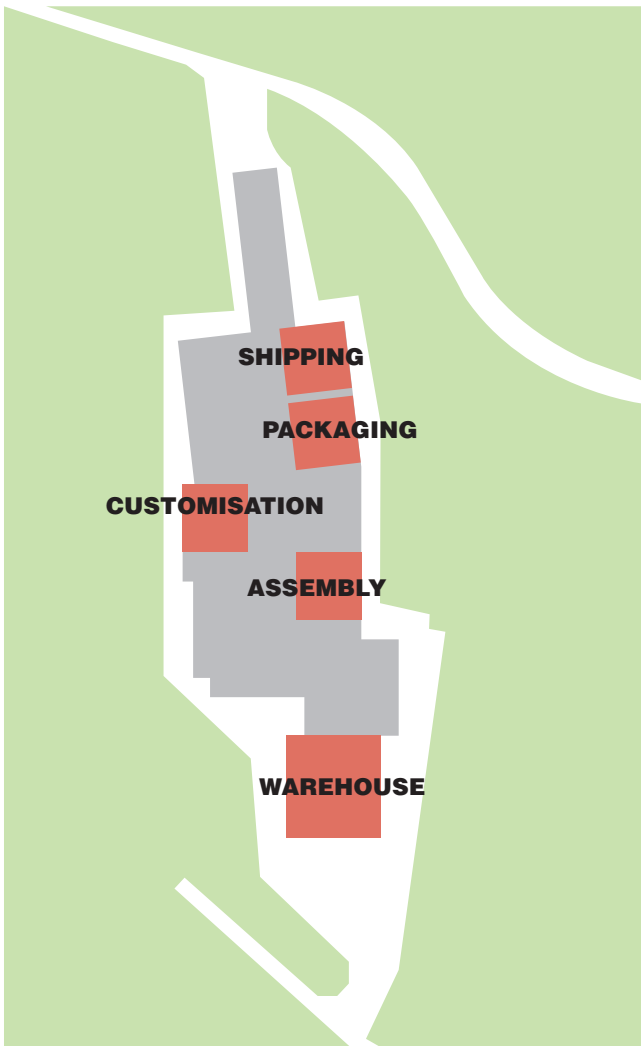 SHIPPING
PACKAGING
CUSTOMISATION
ASSEMBLY
WAREHOUSE